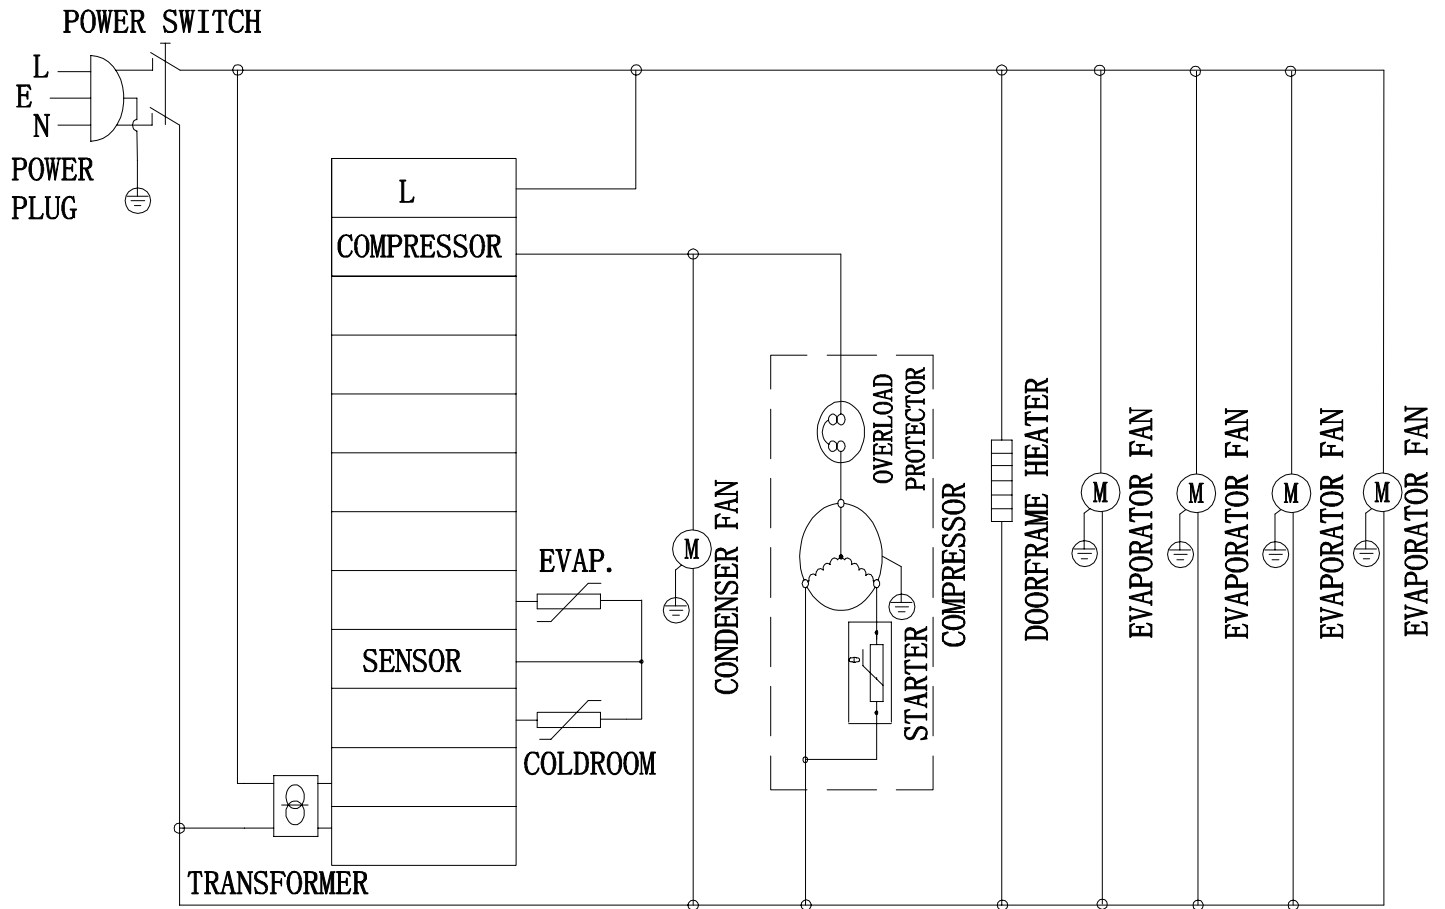 POWER SWITCH
L
E
N
POWER
PLUG
L
COMPRESSOR
EVAP.
SENSOR
COLDROOM
TRANSFORMER
M
CONDENSER FAN
OVERLOAD
PROTECTOR
COMPRESSOR
STARTER
DOORFRAME HEATER
M
EVAPORATOR FAN
M
EVAPORATOR FAN
M
EVAPORATOR FAN
M
EVAPORATOR FAN